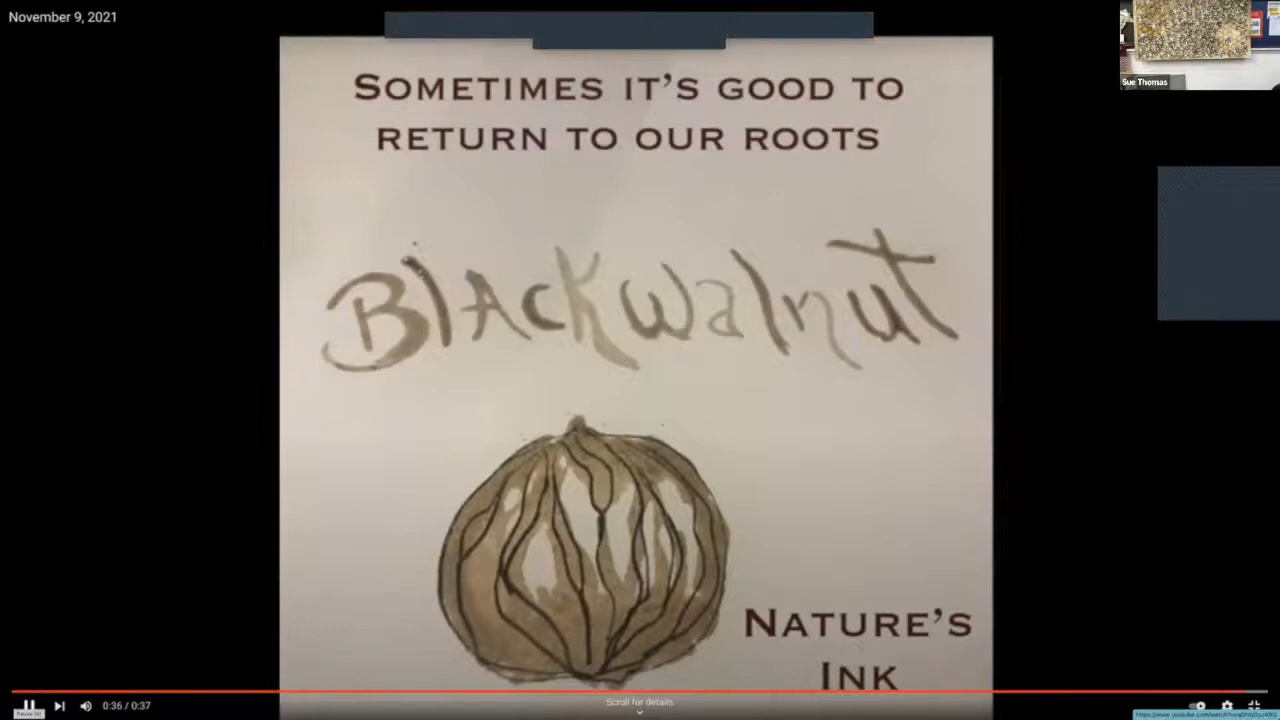 November 9, 2021
Sue Thomas
SOMETIMES IT'S GOOD TO
RETURN TO OUR ROOTS
BlackWalnut
NATURE'S
INK
Scroll for details
0:36 / 0:37